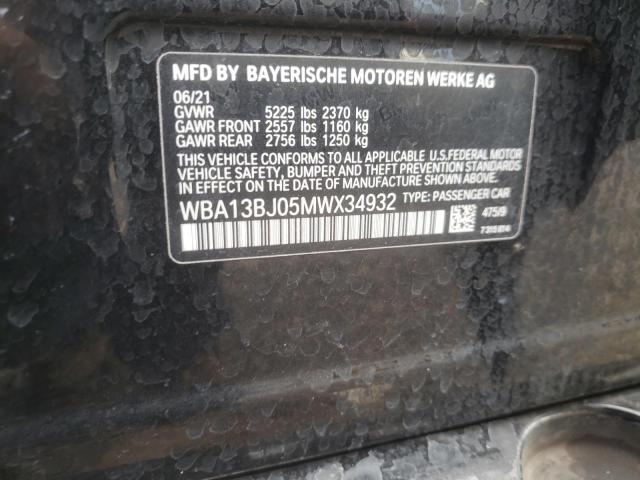 MFD BY BAYERISCHE MOTOREN WERKE AG
06/21
GVWR 5225 lbs 2370 kg
GAWR FRONT 2557 lbs 1160 kg
GAWR REAR 2756 lbs 1250 kg
THIS VEHICLE CONFORMS TO ALL APPLICABLE U.S.FEDERAL MOTOR
VEHICLE SAFETY, BUMPER AND THEFT PREVENTION STANDARDS
IN EFFECT ON THE DATE OF MANUFACTURE SHOWN ABOVE.
WBA13BJ05MWX34932 TYPE: PASSENGER CAR
475/9